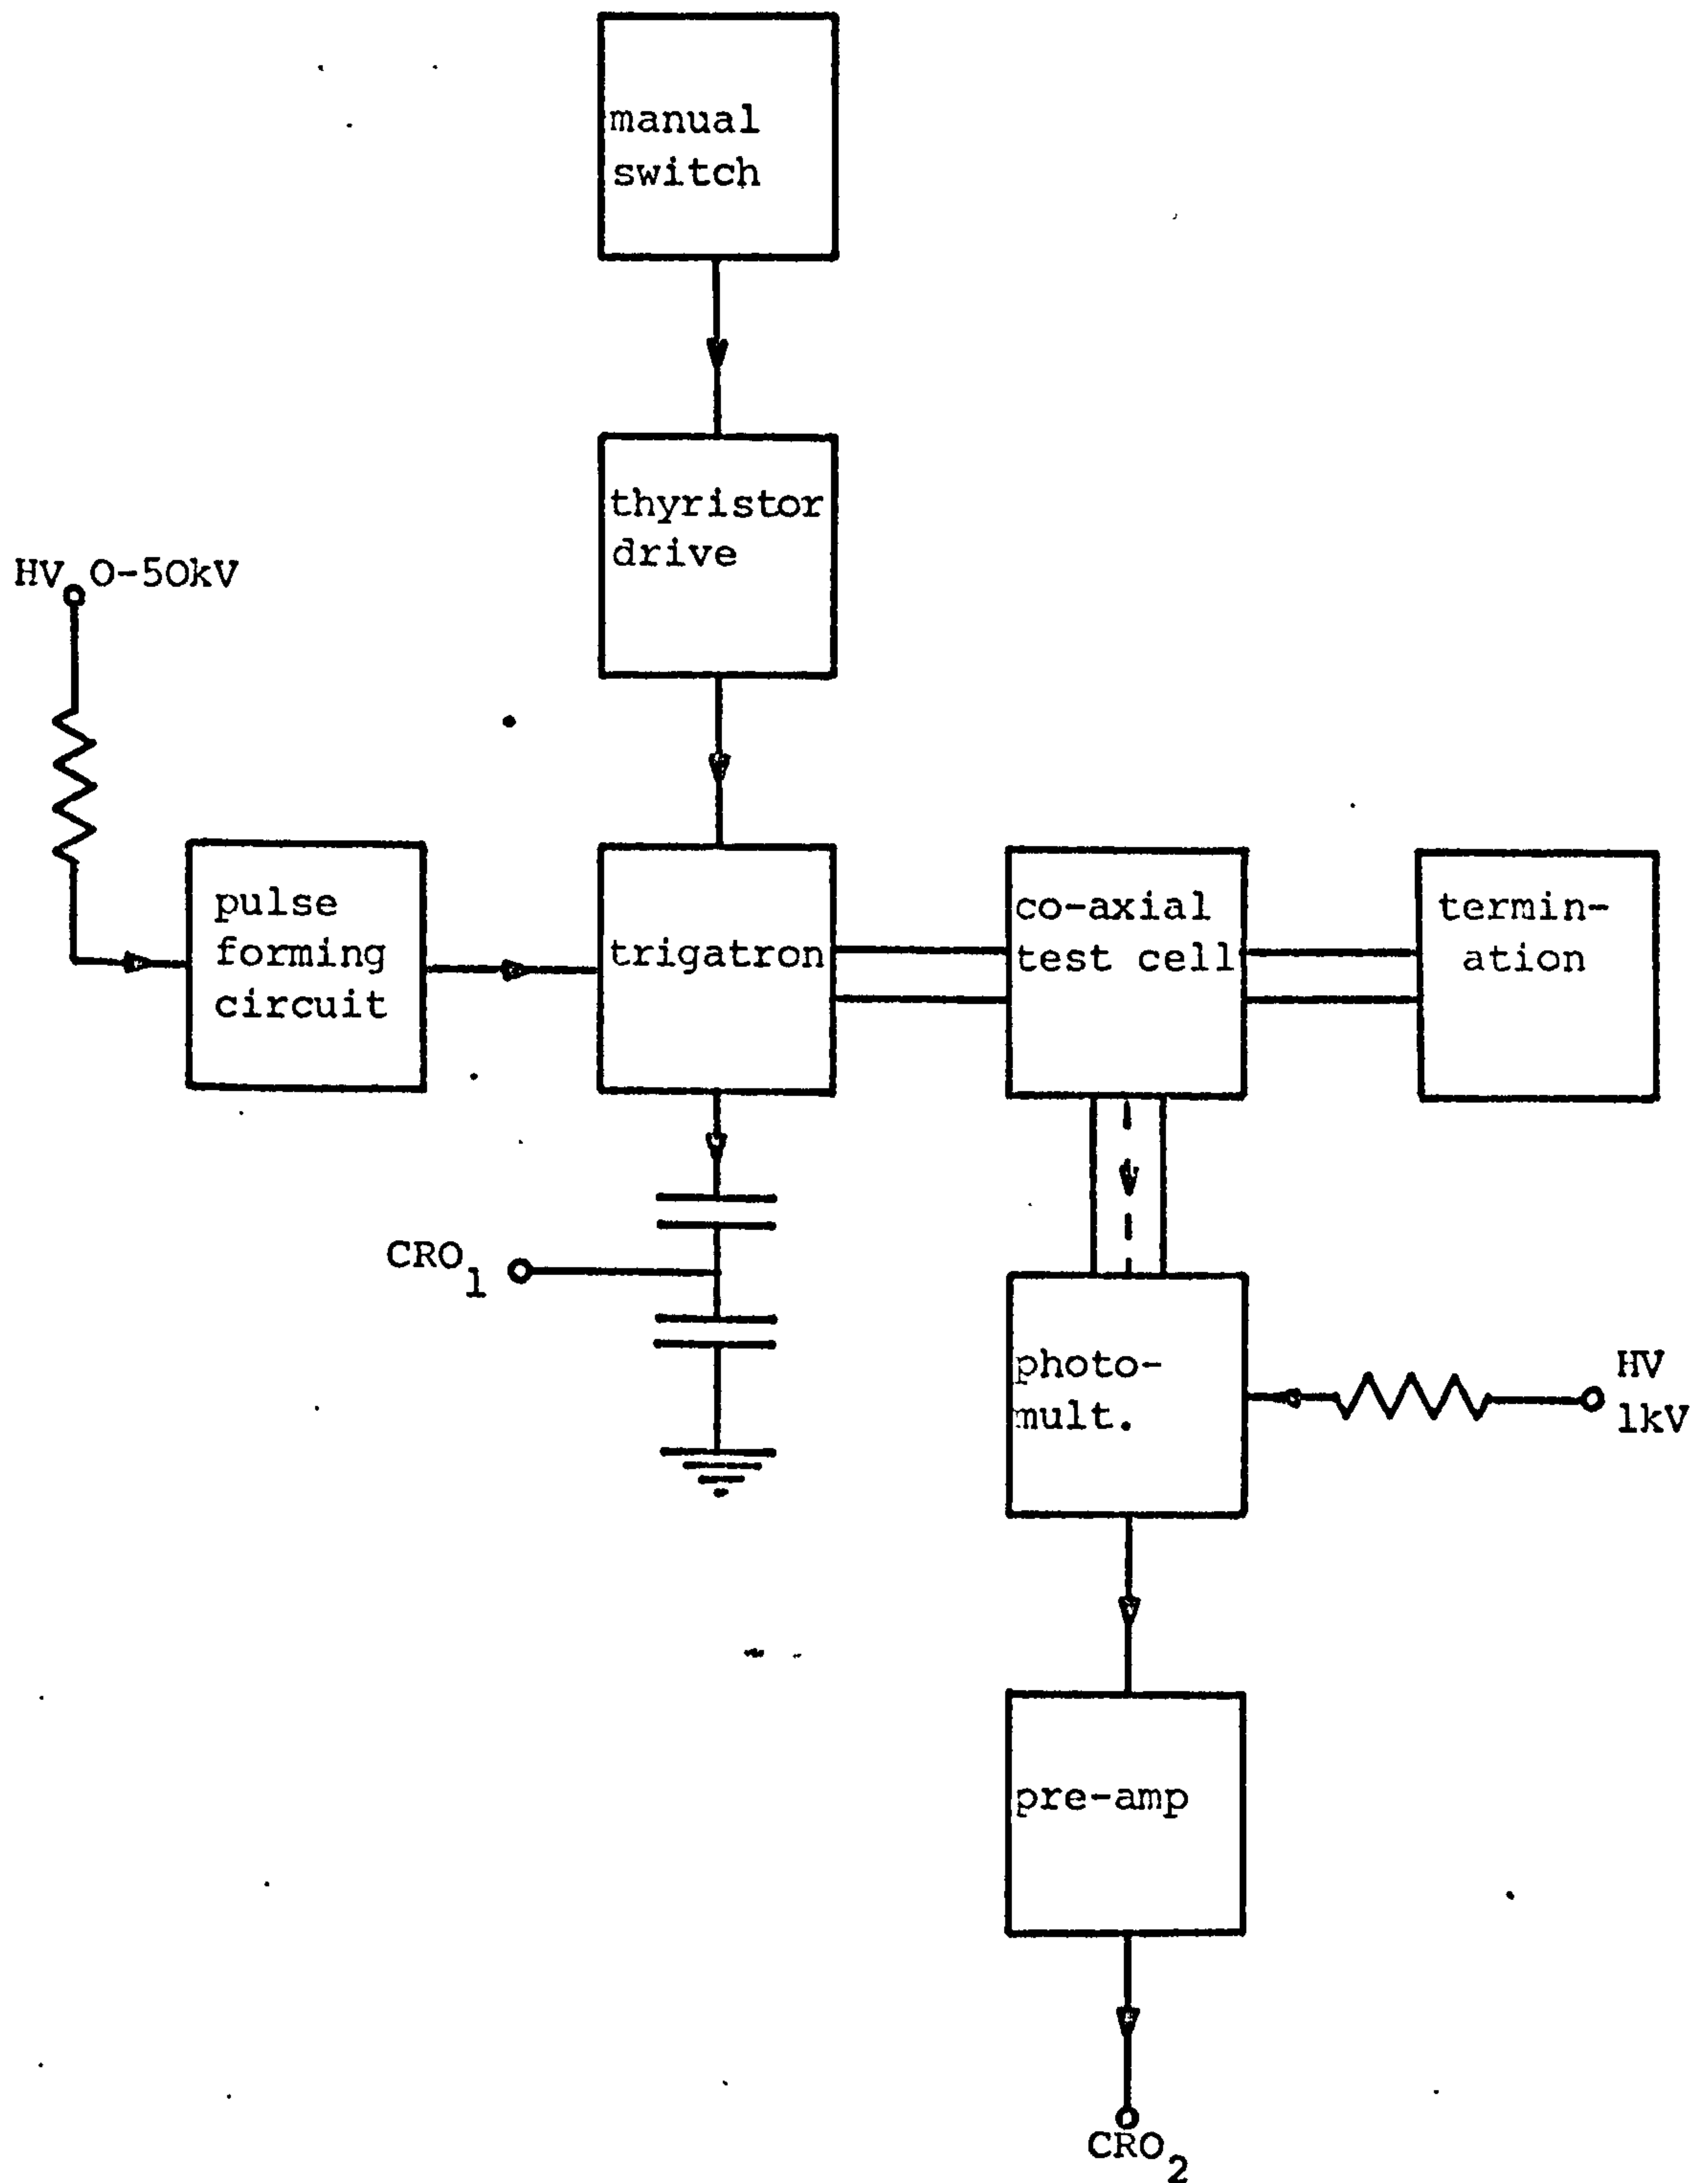 manual
switch
thyristor
drive
HV 0-50kV
pulse
forming
circuit
trigatron
co-axial
test cell
termin-
ation
CRO1
photo-
mult.
HV
1kV
pre-amp
CRO2